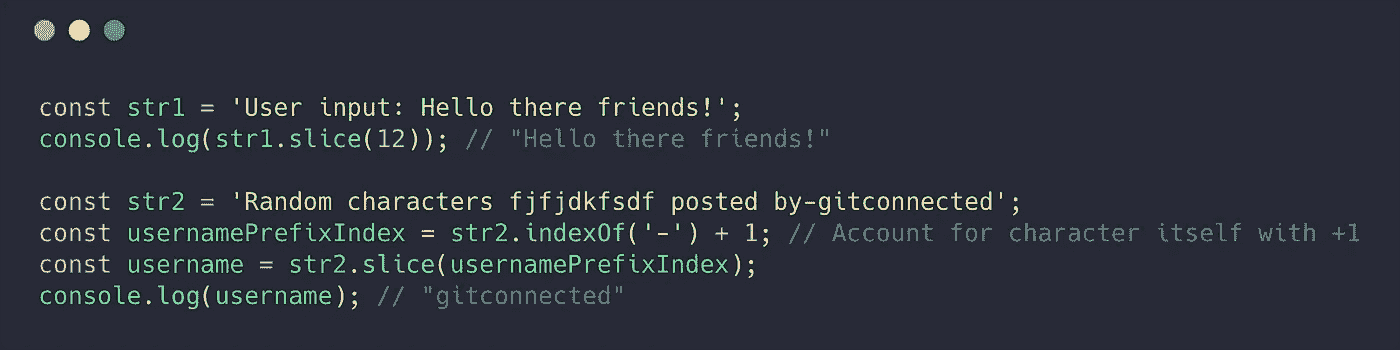 const str1 = 'User input: Hello there friends!';
console.log(str1.slice(12)); // "Hello there friends!"
const str2 = 'Random characters fjfjdkfsdf posted by-gitconnected';
const usernamePrefixIndex = str2.indexOf('-') + 1; // Account for character itself with +1
const username = str2.slice(usernamePrefixIndex);
console.log(username); // "gitconnected"